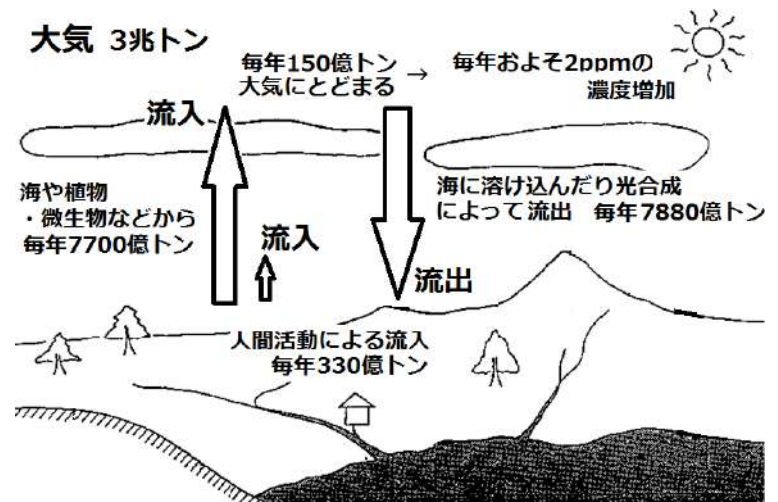 大気 3兆トン
毎年150億トン
大気にとどまる
→
毎年およそ2ppmの
濃度増加
流入
海や植物
・微生物などから
毎年7700億トン
流入
海に溶け込んだり光合成
によって流出 毎年7880億トン
流出
人間活動による流入
毎年330億トン